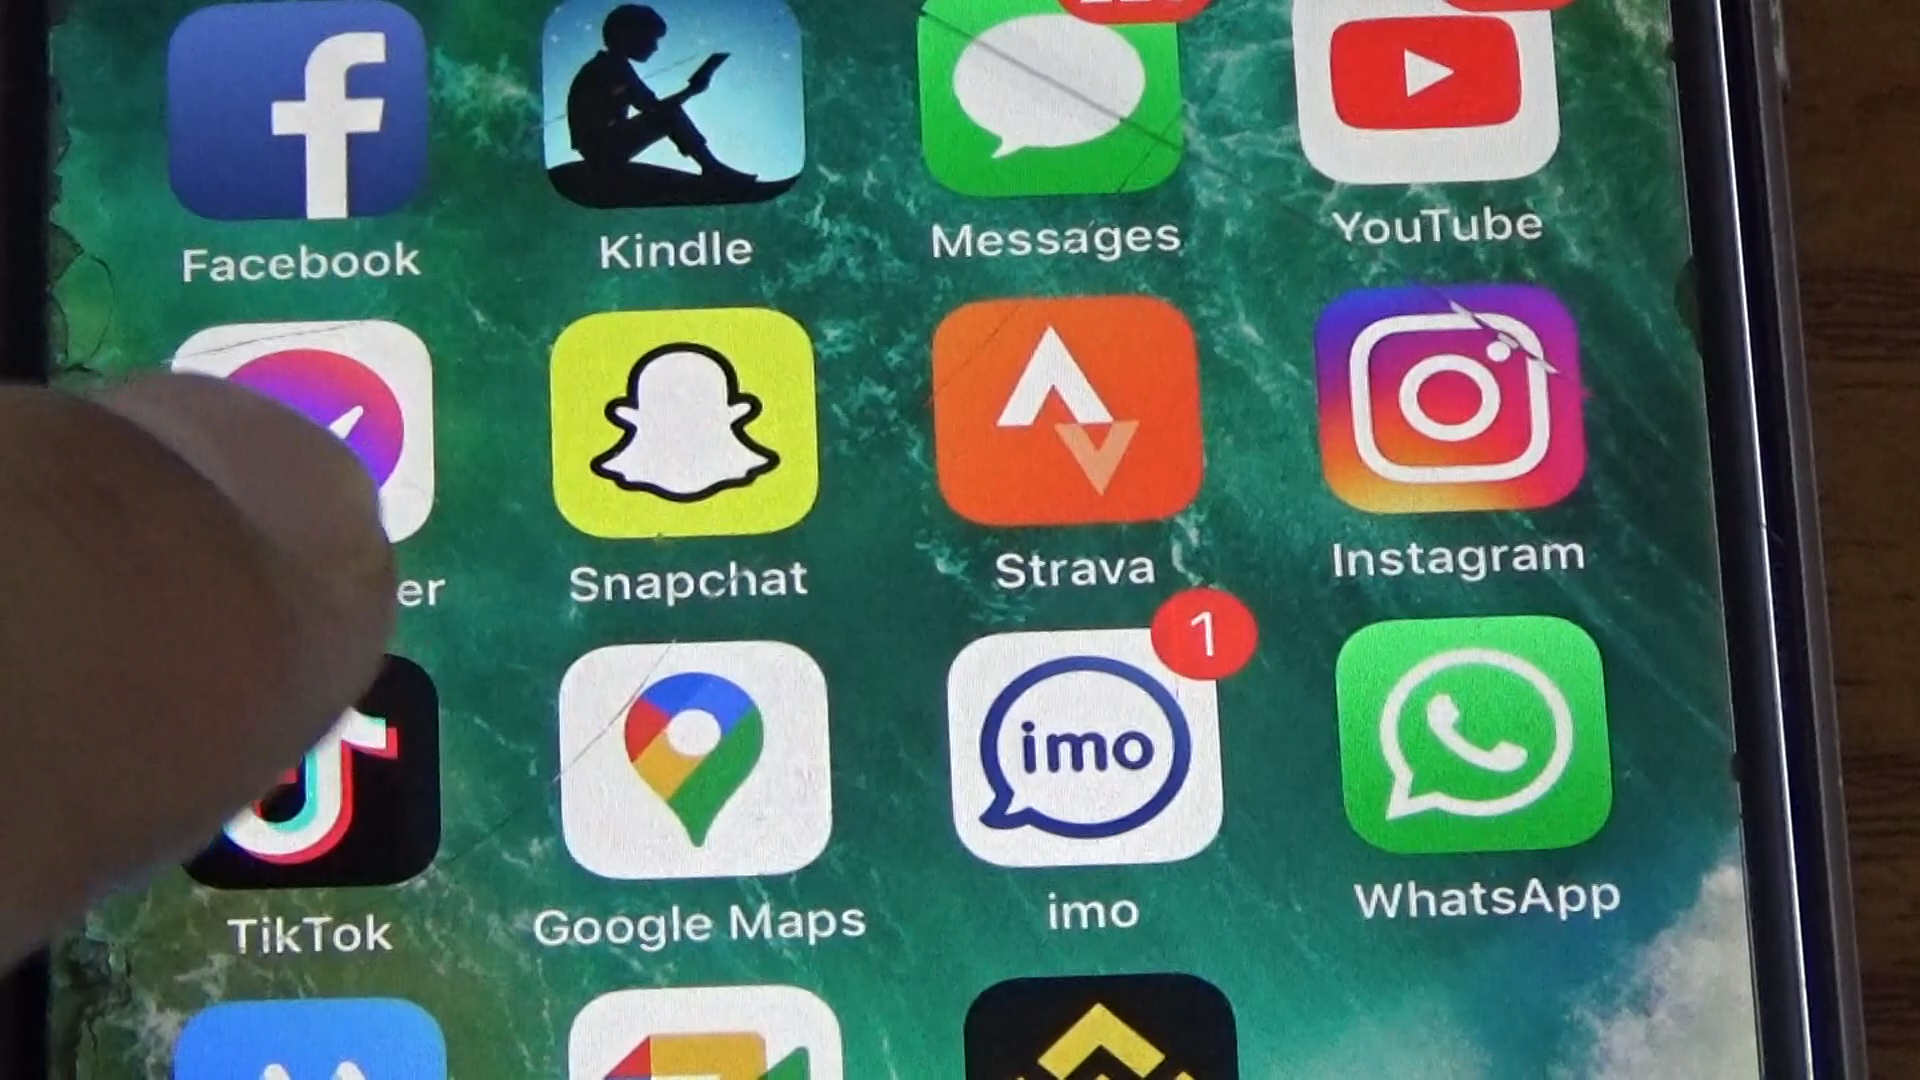 Facebook
Kindle
Messages
YouTube
er
Snapchat
Strava
Instagram
1
imo
TikTok
Google Maps
imo
WhatsApp